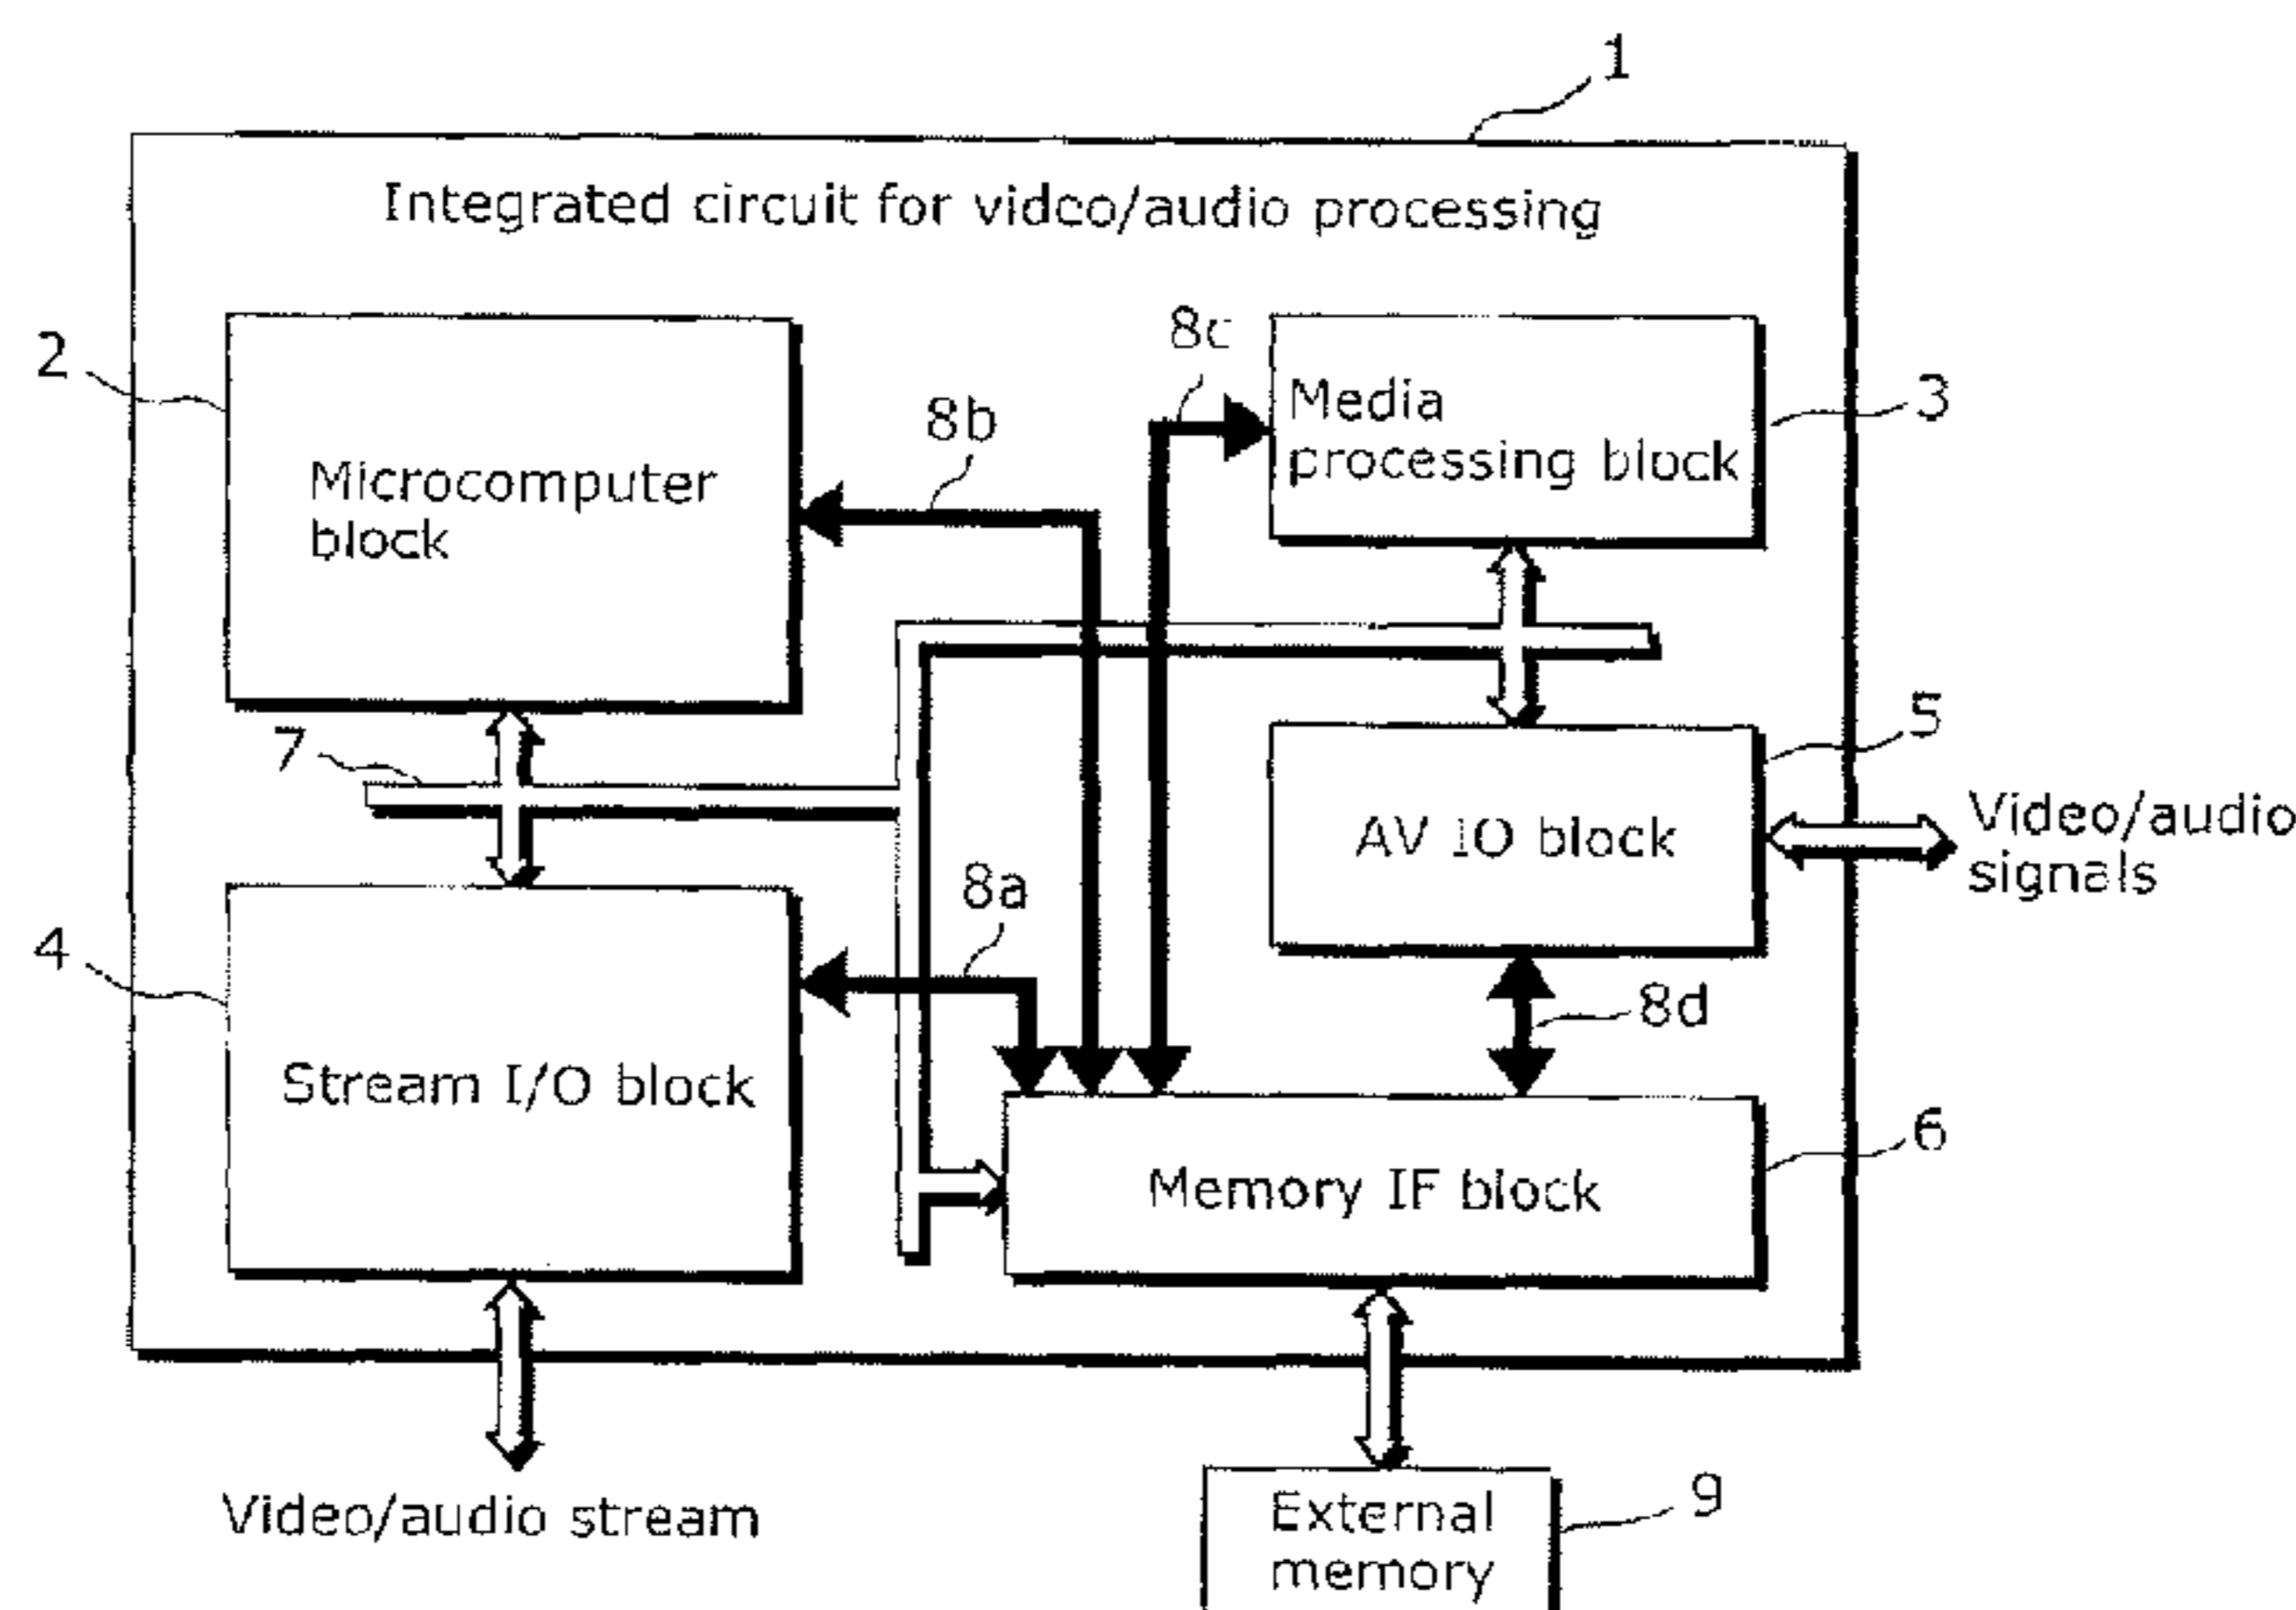 1
Integrated circuit for video/audio processing
2
8c
3
Media
processing block
8b
Microcomputer
block
7
5
AV IO block
Video/audio
signals
8a
4
8d
Stream I/O block
6
Memory IF block
9
External
memory
Video/audio stream